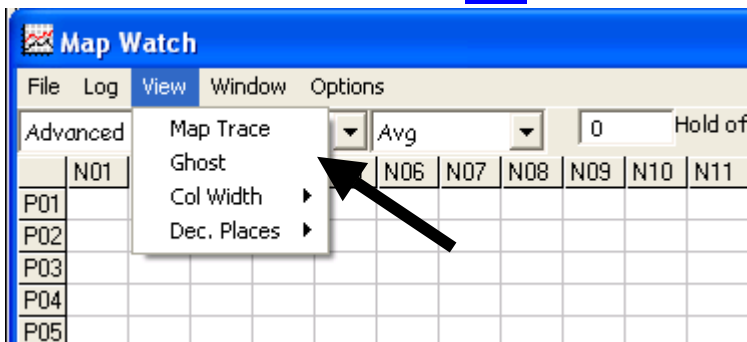 Map Watch
File Log View Window Options
Advanced Avg 0 Hold of
Map Trace
Ghost
Col Width
Dec. Places
N01 N06 N07 N08 N09 N10 N11
P01
P02
P03
P04
P05